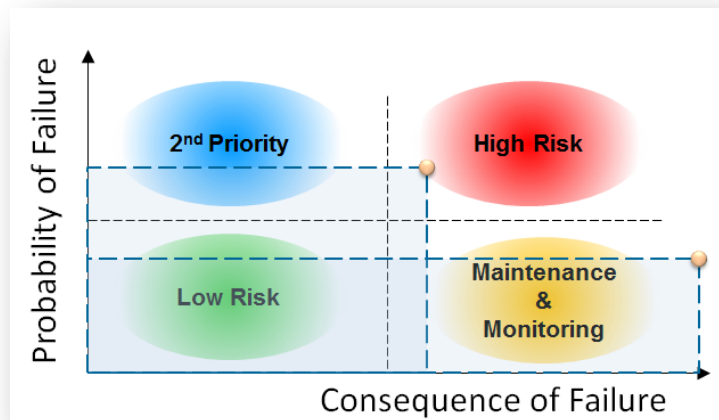 Probability of Failure
2nd Priority
High Risk
Low Risk
Maintenance
&
Monitoring
Consequence of Failure